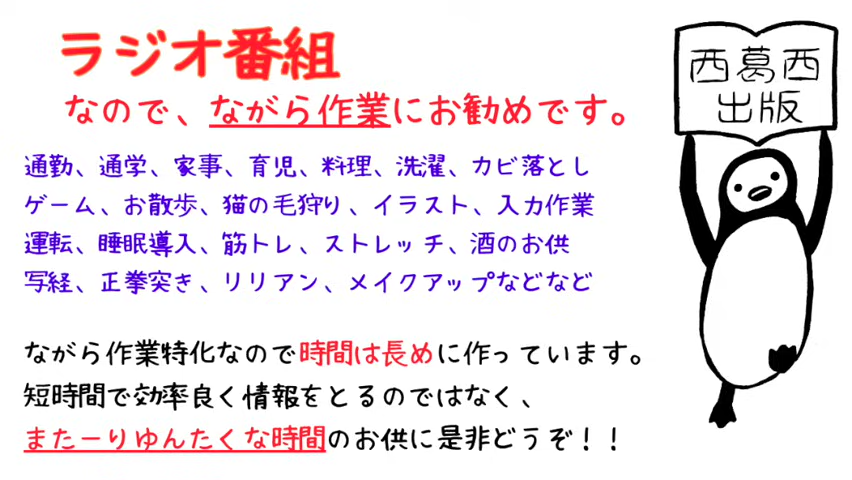 ラジオ番組
なので、ながら作業にお勧めです。
通勤、通学、家事、育児、料理、洗濯、カビ落とし
ゲーム、お散歩、猫の毛狩り、イラスト、入力作業
運転、睡眠導入、筋トレ、ストレッチ、酒のお供
写経、正拳突き、リリアン、メイクアップなどなど
ながら作業特化なので時間は長めに作っています。
短時間で効率良く情報をとるのではなく、
またーりゆんたくな時間のお供に是非どうぞ！！
西葛西
出版